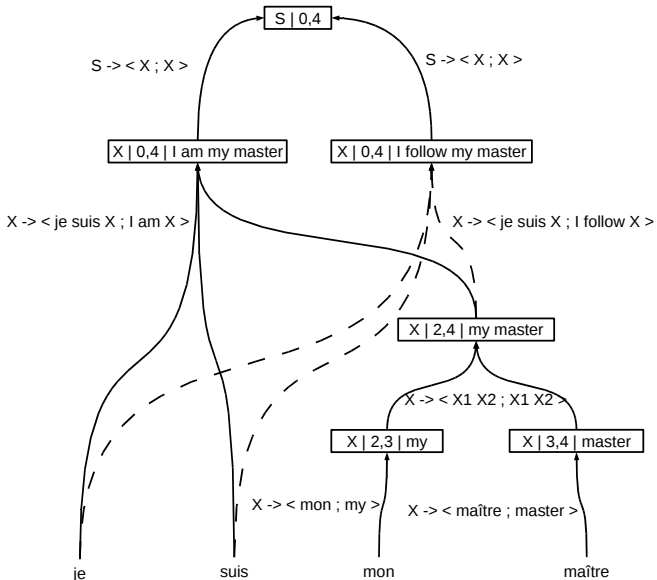 S | 0,4
S -> < X ; X >
S -> < X ; X >
X | 0,4 | I am my master
X | 0,4 | I follow my master
X -> < je suis X ; I am X >
X -> < je suis X ; I follow X >
X | 2,4 | my master
X -> < X1 X2 ; X1 X2 >
X | 2,3 | my
X | 3,4 | master
X -> < mon ; my >
X -> < maître ; master >
je
suis
mon
maître